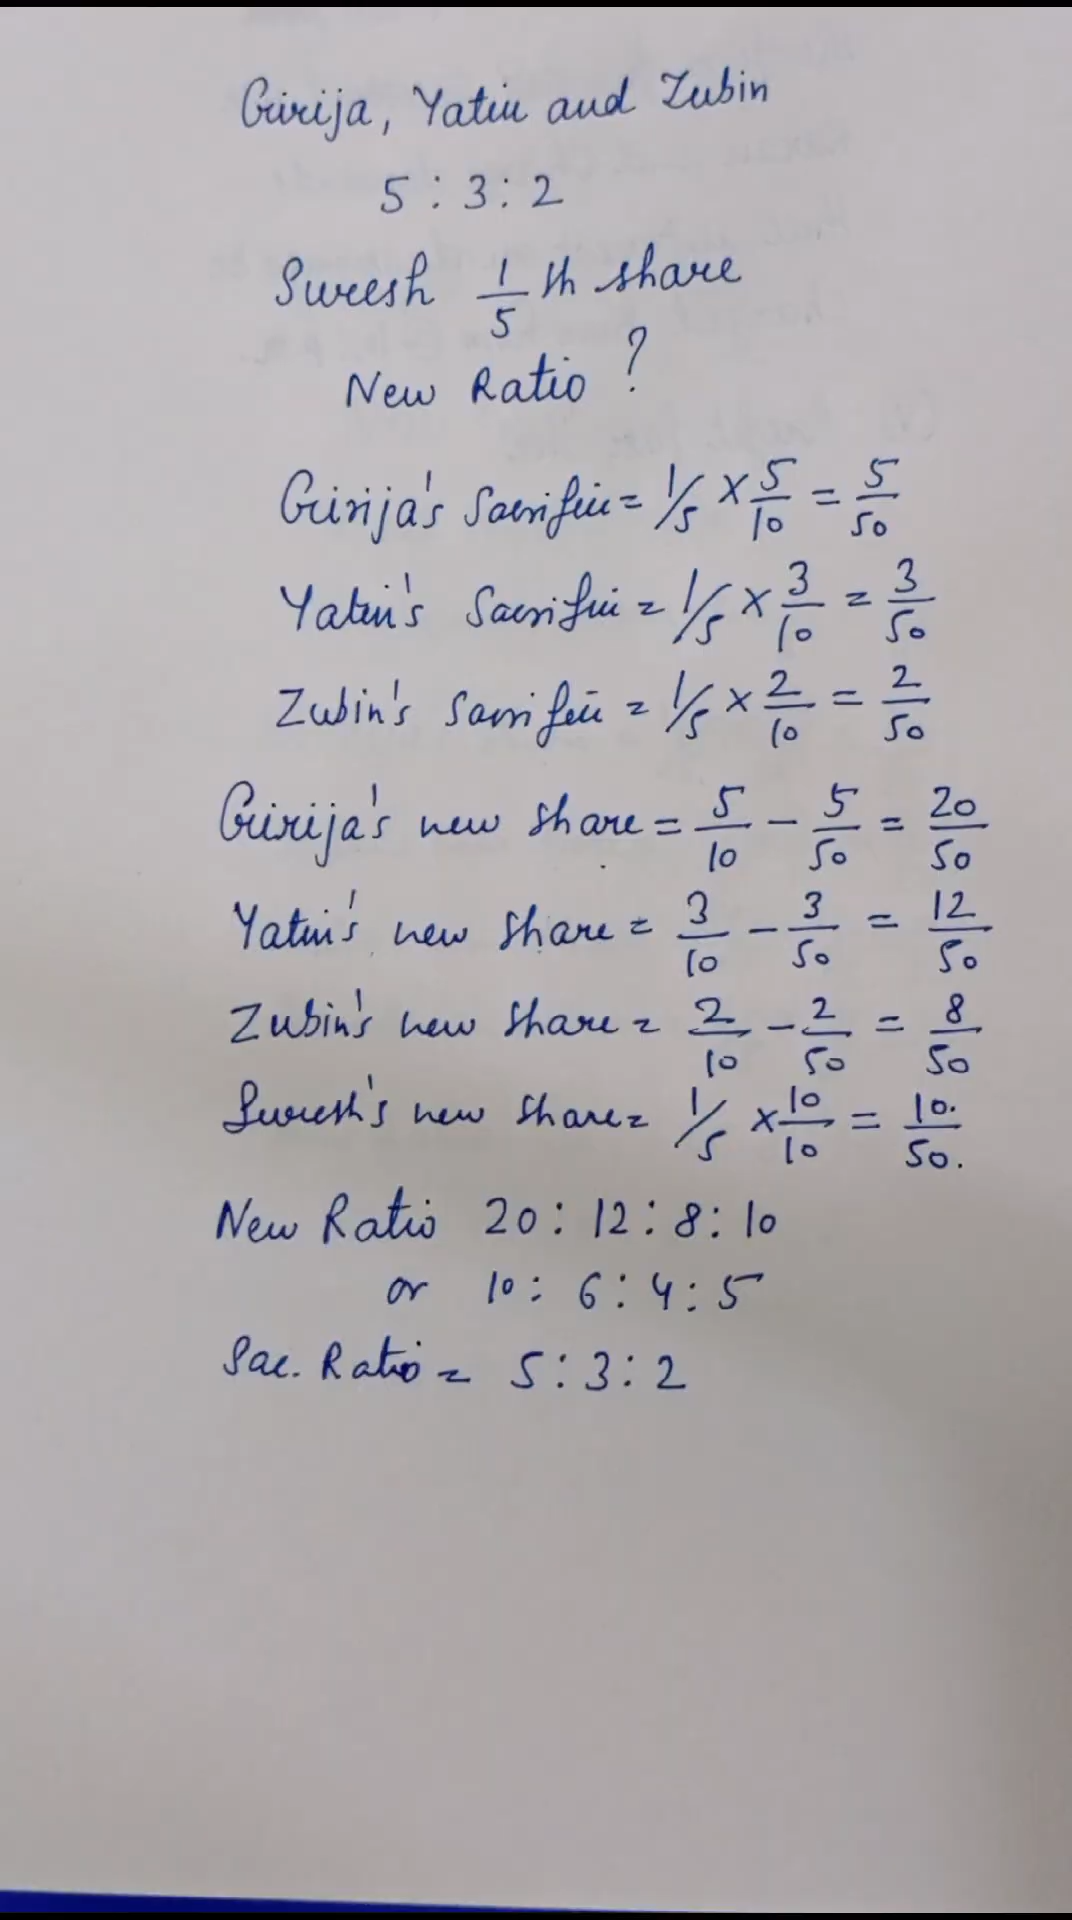 Girija, Yatin and Zubin
5 : 3 : 2
Suresh 1/5 th share
New Ratio ?
Girija's Sacrifice = 1/5 × 5/10 = 5/50
Yatin's Sacrifice = 1/5 × 3/10 = 3/50
Zubin's Sacrifice = 1/5 × 2/10 = 2/50
Girija's new share = 5/10 - 5/50 = 20/50
Yatin's new share = 3/10 - 3/50 = 12/50
Zubin's new share = 2/10 - 2/50 = 8/50
Suresh's new share = 1/5 × 10/10 = 10./50.
New Ratio 20 : 12 : 8 : 10
or 10 : 6 : 4 : 5
Sac. Ratio = 5 : 3 : 2